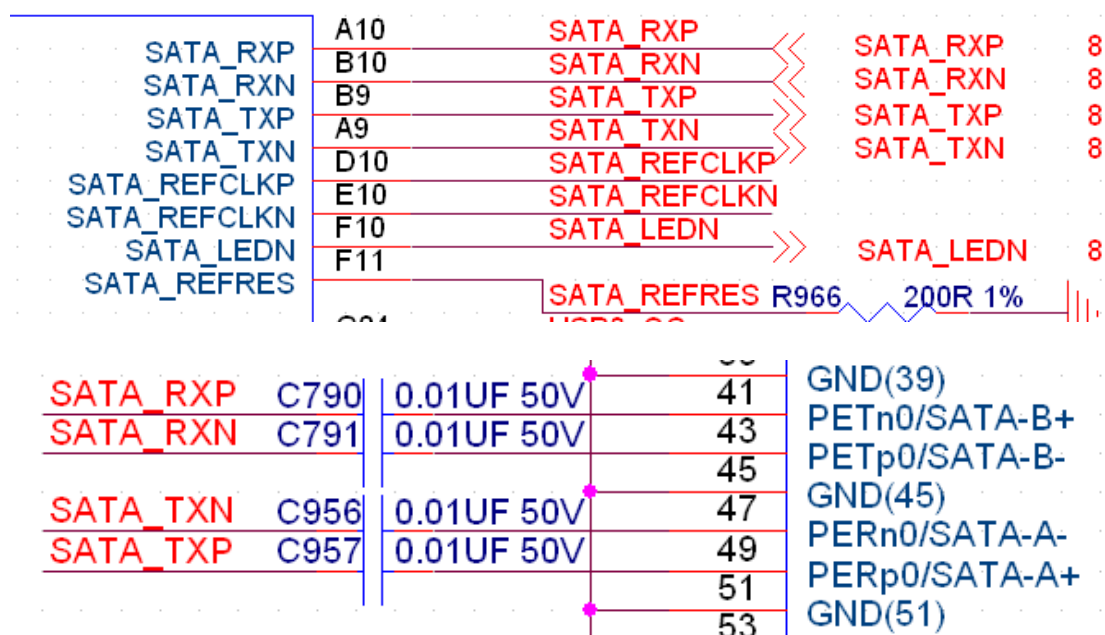 A10 SATA_RXP
SATA_RXP SATA_RXP 8
B10 SATA_RXN
SATA_RXN SATA_RXN 8
B9 SATA_TXP
SATA_TXP SATA_TXP 8
A9 SATA_TXN
SATA_TXN SATA_TXN 8
D10 SATA_REFCLKP
SATA_REFCLKP
E10 SATA_REFCLKN
SATA_REFCLKN
F10 SATA_LEDN
SATA_LEDN SATA_LEDN 8
F11
SATA_REFRES
SATA_REFRES R966 200R 1%
GND(39)
SATA_RXP C790 0.01UF 50V 41
PETn0/SATA-B+
SATA_RXN C791 0.01UF 50V 43
PETp0/SATA-B-
45
GND(45)
SATA_TXN C956 0.01UF 50V 47
PERn0/SATA-A-
SATA_TXP C957 0.01UF 50V 49
PERp0/SATA-A+
51
GND(51)
53